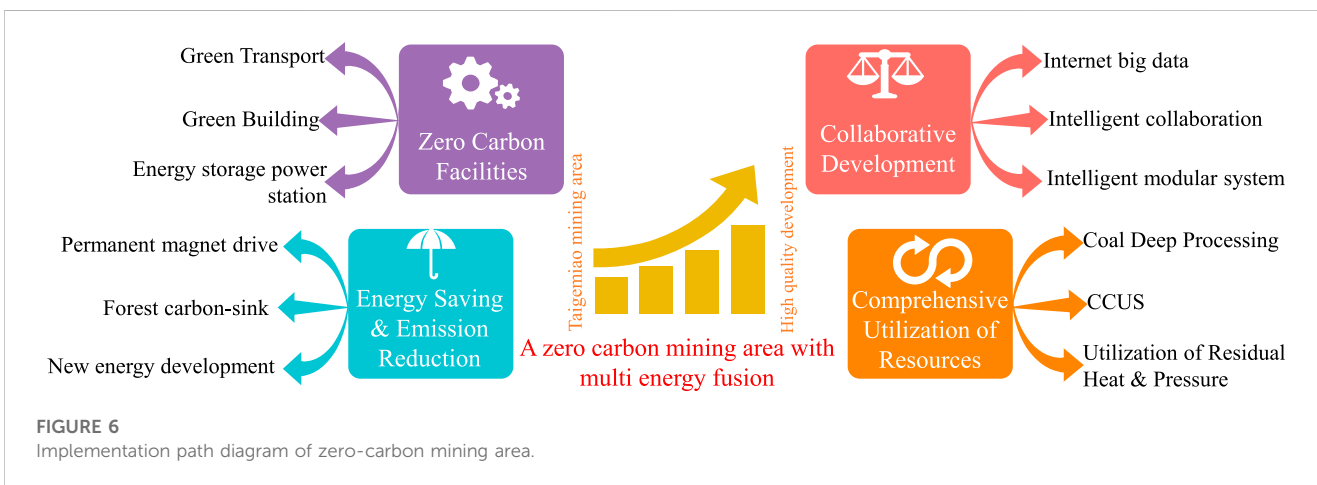 Green Transport
Green Building
Energy storage power
station
Zero Carbon
Facilities
Permanent magnet drive
Forest carbon-sink
New energy development
Energy Saving
& Emission
Reduction
Taigemiao mining area
High quality development
A zero carbon mining area with
multi energy fusion
Collaborative
Development
Internet big data
Intelligent collaboration
Intelligent modular system
Comprehensive
Utilization of
Resources
Coal Deep Processing
CCUS
Utilization of Residual
Heat & Pressure
FIGURE 6
Implementation path diagram of zero-carbon mining area.